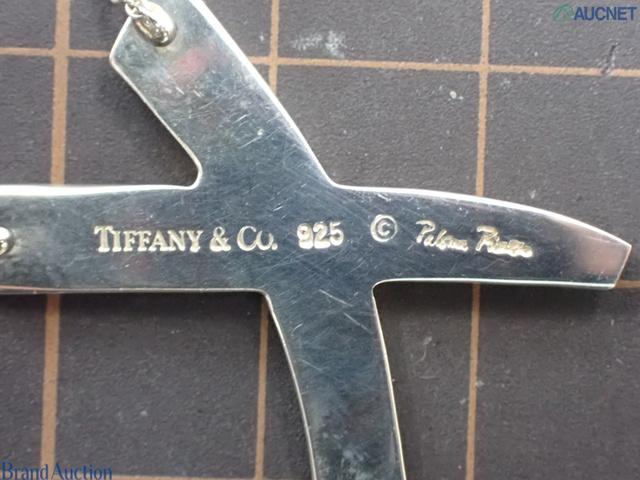 AUCNET
TIFFANY & CO. 925 © Paloma Picasso
Brand Auction